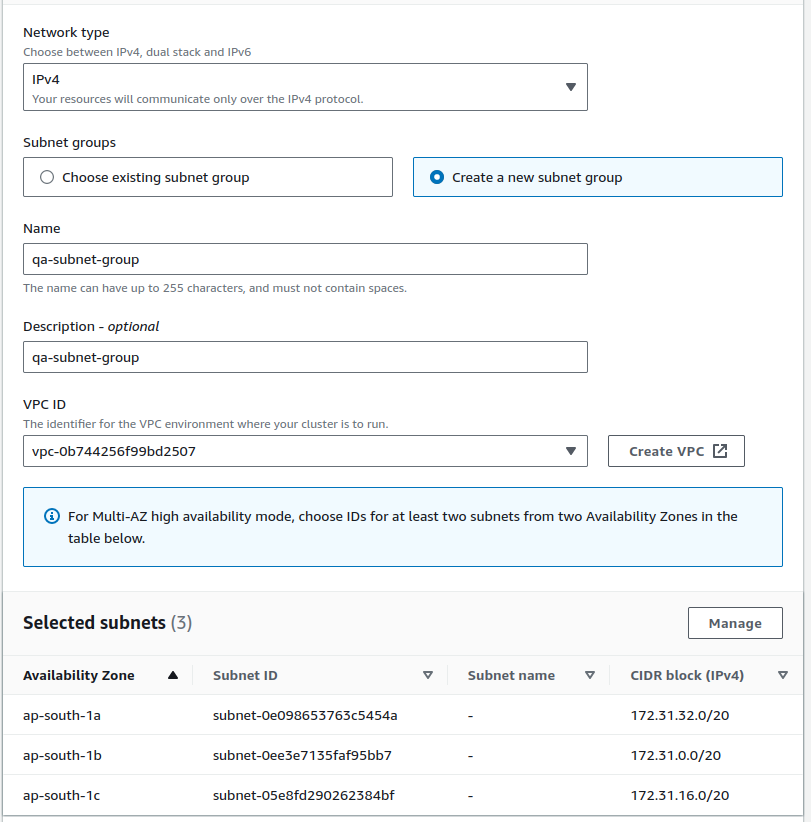 Network type
Choose between IPv4, dual stack and IPv6
IPv4
Your resources will communicate only over the IPv4 protocol.
Subnet groups
Choose existing subnet group
Create a new subnet group
Name
qa-subnet-group
The name can have up to 255 characters, and must not contain spaces.
Description - optional
qa-subnet-group
VPC ID
The identifier for the VPC environment where your cluster is to run.
vpc-0b744256f99bd2507
Create VPC
For Multi-AZ high availability mode, choose IDs for at least two subnets from two Availability Zones in the
table below.
Selected subnets (3)
Manage
Availability Zone Subnet ID Subnet name CIDR block (IPv4)
ap-south-1a subnet-0e098653763c5454a - 172.31.32.0/20
ap-south-1b subnet-0ee3e7135faf95bb7 - 172.31.0.0/20
ap-south-1c subnet-05e8fd290262384bf - 172.31.16.0/20